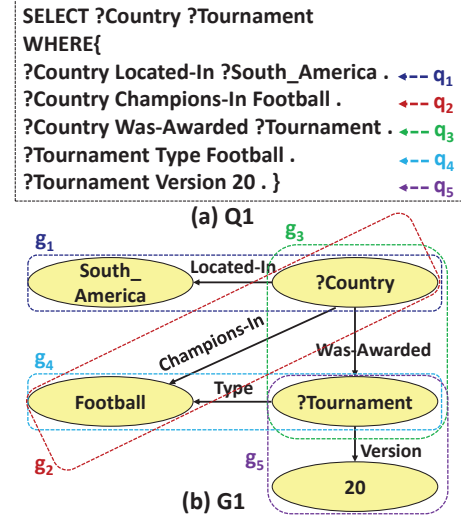 SELECT ?Country ?Tournament
WHERE{
?Country Located-In ?South_America . q1
?Country Champions-In Football . q2
?Country Was-Awarded ?Tournament . q3
?Tournament Type Football . q4
?Tournament Version 20 . } q5
(a) Q1
g1
g3
South_
America
Located-In
?Country
Champions-In
Was-Awarded
g4
Football
Type
?Tournament
g2
g5
Version
20
(b) G1